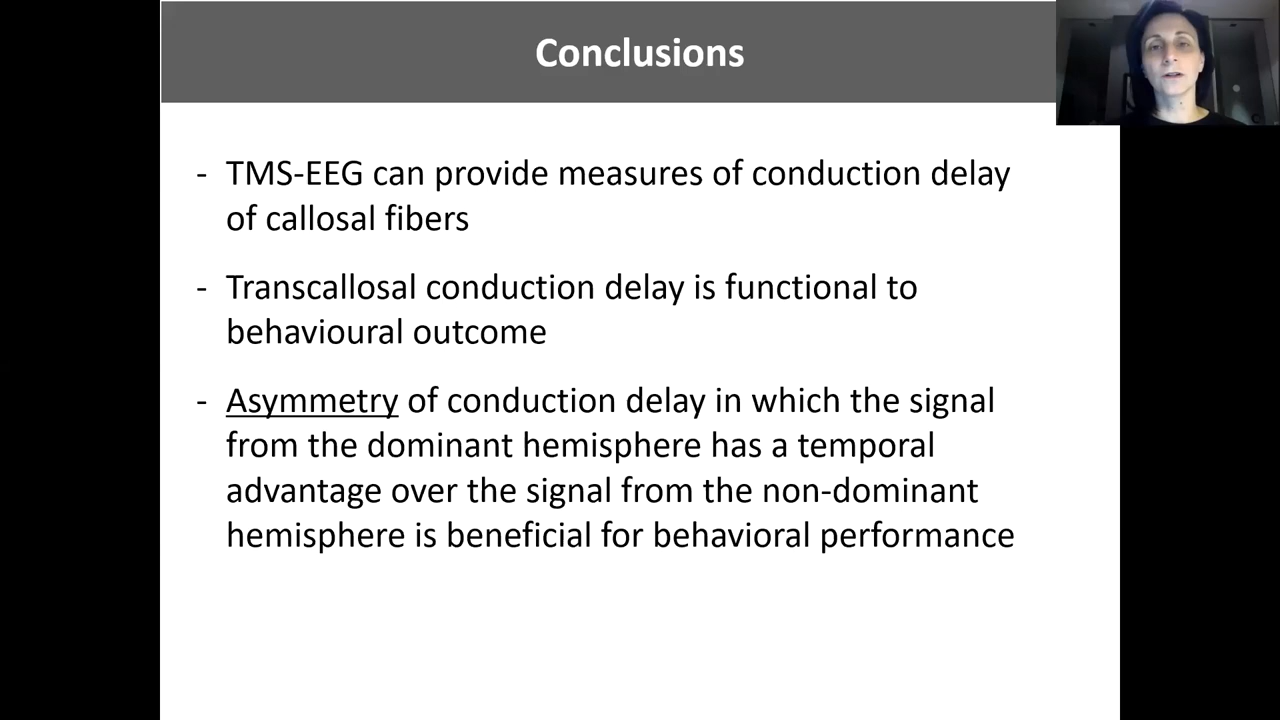 Conclusions
- TMS-EEG can provide measures of conduction delay
of callosal fibers
- Transcallosal conduction delay is functional to
behavioural outcome
- Asymmetry of conduction delay in which the signal
from the dominant hemisphere has a temporal
advantage over the signal from the non-dominant
hemisphere is beneficial for behavioral performance